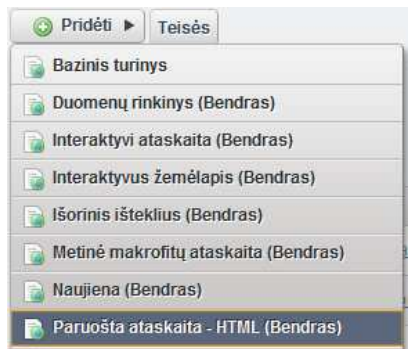 Pridėti Teisės
Bazinis turinys
Duomenų rinkinys (Bendras)
Interaktyvi ataskaita (Bendras)
Interaktyvus žemėlapis (Bendras)
Išorinis išteklius (Bendras)
Metinė makrofitų ataskaita (Bendras)
Naujiena (Bendras)
Paruošta ataskaita - HTML (Bendras)